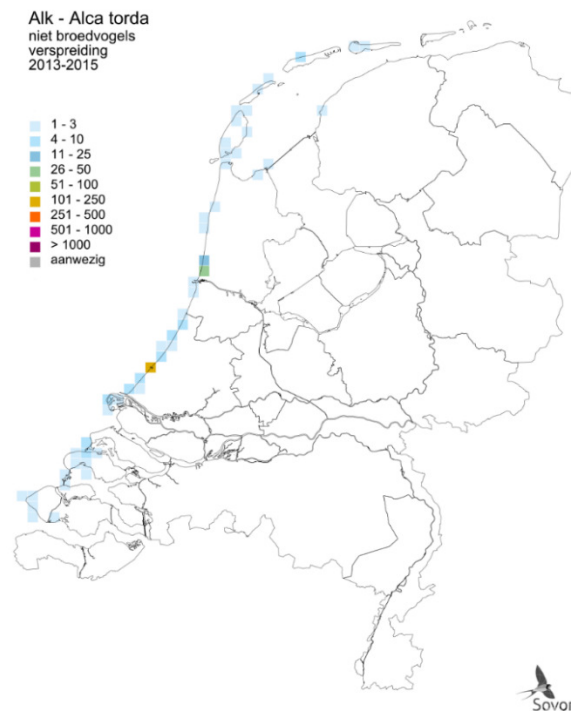 Alk - Alca torda
niet broedvogels
verspreiding
2013-2015
1 - 3
4 - 10
11 - 25
26 - 50
51 - 100
101 - 250
251 - 500
501 - 1000
> 1000
aanwezig
Sovon